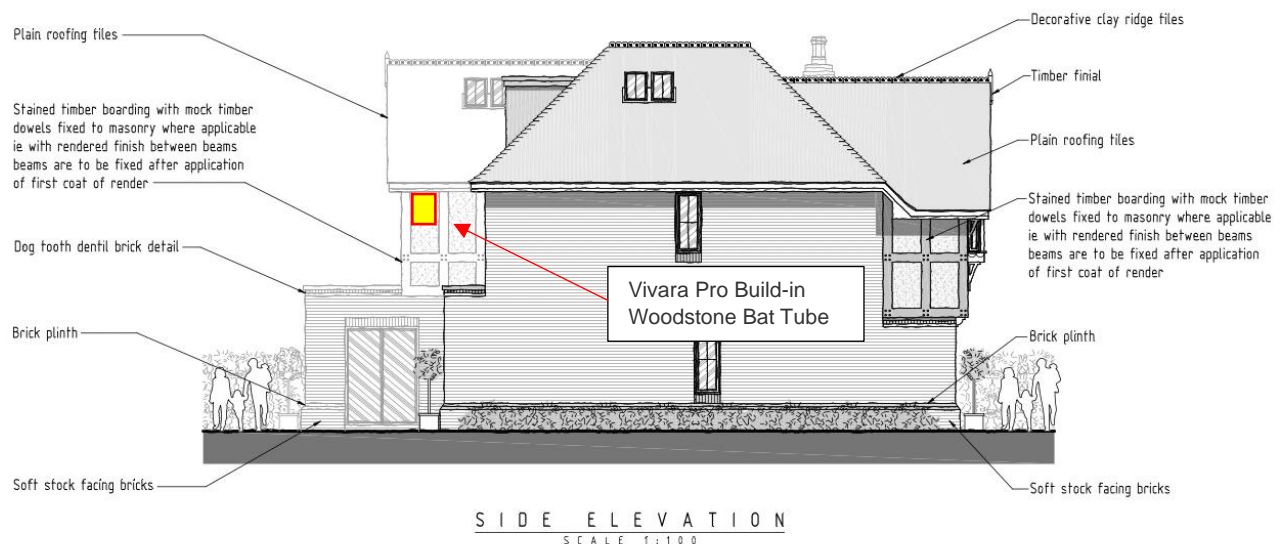 Plain roofing tiles
Stained timber boarding with mock timber
dowels fixed to masonry where applicable
ie with rendered finish between beams
beams are to be fixed after application
of first coat of render
Dog tooth dentil brick detail
Brick plinth
Soft stock facing bricks
Vivara Pro Build-in
Woodstone Bat Tube
Decorative clay ridge tiles
Timber finial
Plain roofing tiles
Stained timber boarding with mock timber
dowels fixed to masonry where applicable
ie with rendered finish between beams
beams are to be fixed after application
of first coat of render
Brick plinth
Soft stock facing bricks
SIDE ELEVATION
SCALE 1:100